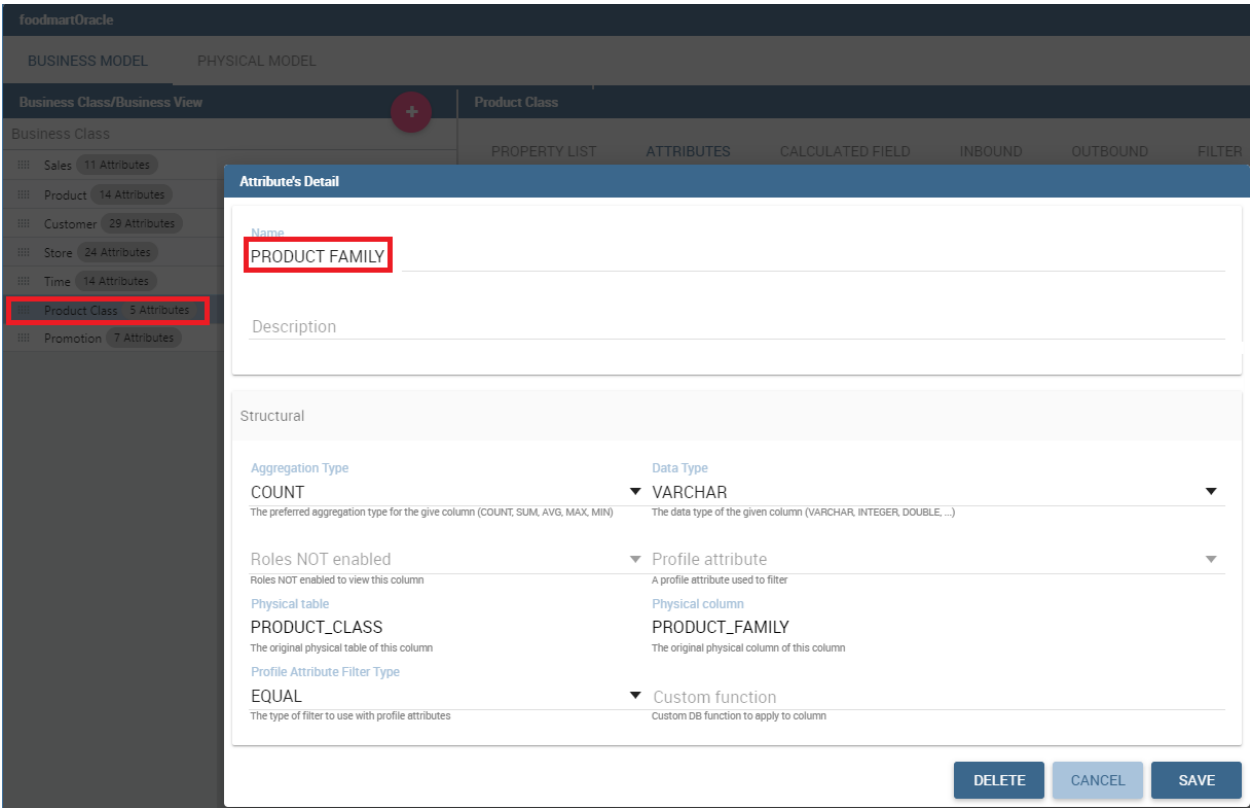 foodmartOracle
BUSINESS MODEL PHYSICAL MODEL
Business Class/Business View + Product Class
Business Class
PROPERTY LIST ATTRIBUTES CALCULATED FIELD INBOUND OUTBOUND FILTER
Sales 11 Attributes
Product 14 Attributes
Customer 29 Attributes
Store 24 Attributes
Time 14 Attributes
Product Class 5 Attributes
Promotion 7 Attributes
Attribute's Detail
Name
PRODUCT FAMILY
Description
Structural
Aggregation Type Data Type
COUNT VARCHAR
The preferred aggregation type for the give column (COUNT, SUM, AVG, MAX, MIN) The data type of the given column (VARCHAR, INTEGER, DOUBLE, ...)
Roles NOT enabled Profile attribute
Roles NOT enabled to view this column A profile attribute used to filter
Physical table Physical column
PRODUCT_CLASS PRODUCT_FAMILY
The original physical table of this column The original physical column of this column
Profile Attribute Filter Type
EQUAL Custom function
The type of filter to use with profile attributes Custom DB function to apply to column
DELETE CANCEL SAVE